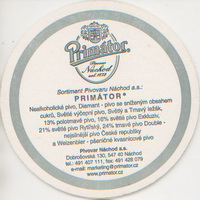 Primátor
Náchod
Sortiment Pivovaru Náchod a.s.:
PRIMÁTOR®
Nealkoholická pivo, Diamant - pivo se sníženým obsahem
cukrů, Světlé výčepní pivo, Světlý a Tmavý ležák,
13% polotmavé pivo, 16% světlé pivo Exkluziv,
21% světlé pivo Rytířský, 24% tmavé pivo Double -
nejsilnější pivo České republiky
a Weizenbier - pšeničné kvasnicové pivo
Pivovar Náchod a.s.
Dobrošovská 130, 547 40 Náchod
tel.: 491 407 111, fax: 491 428 079
e-mail: marketing@primator.cz
www.primator.cz